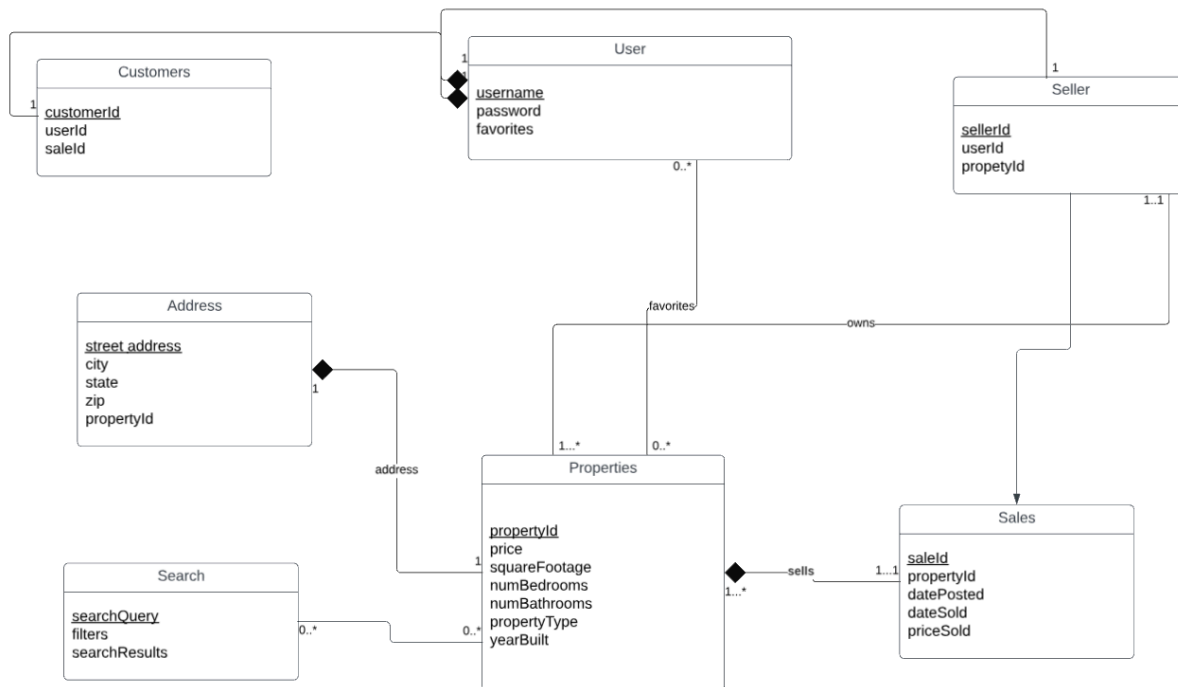 Customers
customerId
userId
saleId
1
User
username
password
favorites
1
1
0..*
Seller
sellerId
userId
propetyId
1
1..1
favorites
owns
Address
street address
city
state
zip
propertyId
1
address
1...*
0..*
Properties
propertyId
price
squareFootage
numBedrooms
numBathrooms
propertyType
yearBuilt
1
0..*
1...*
sells
1...1
Sales
saleId
propertyId
datePosted
dateSold
priceSold
Search
searchQuery
filters
searchResults
0..*